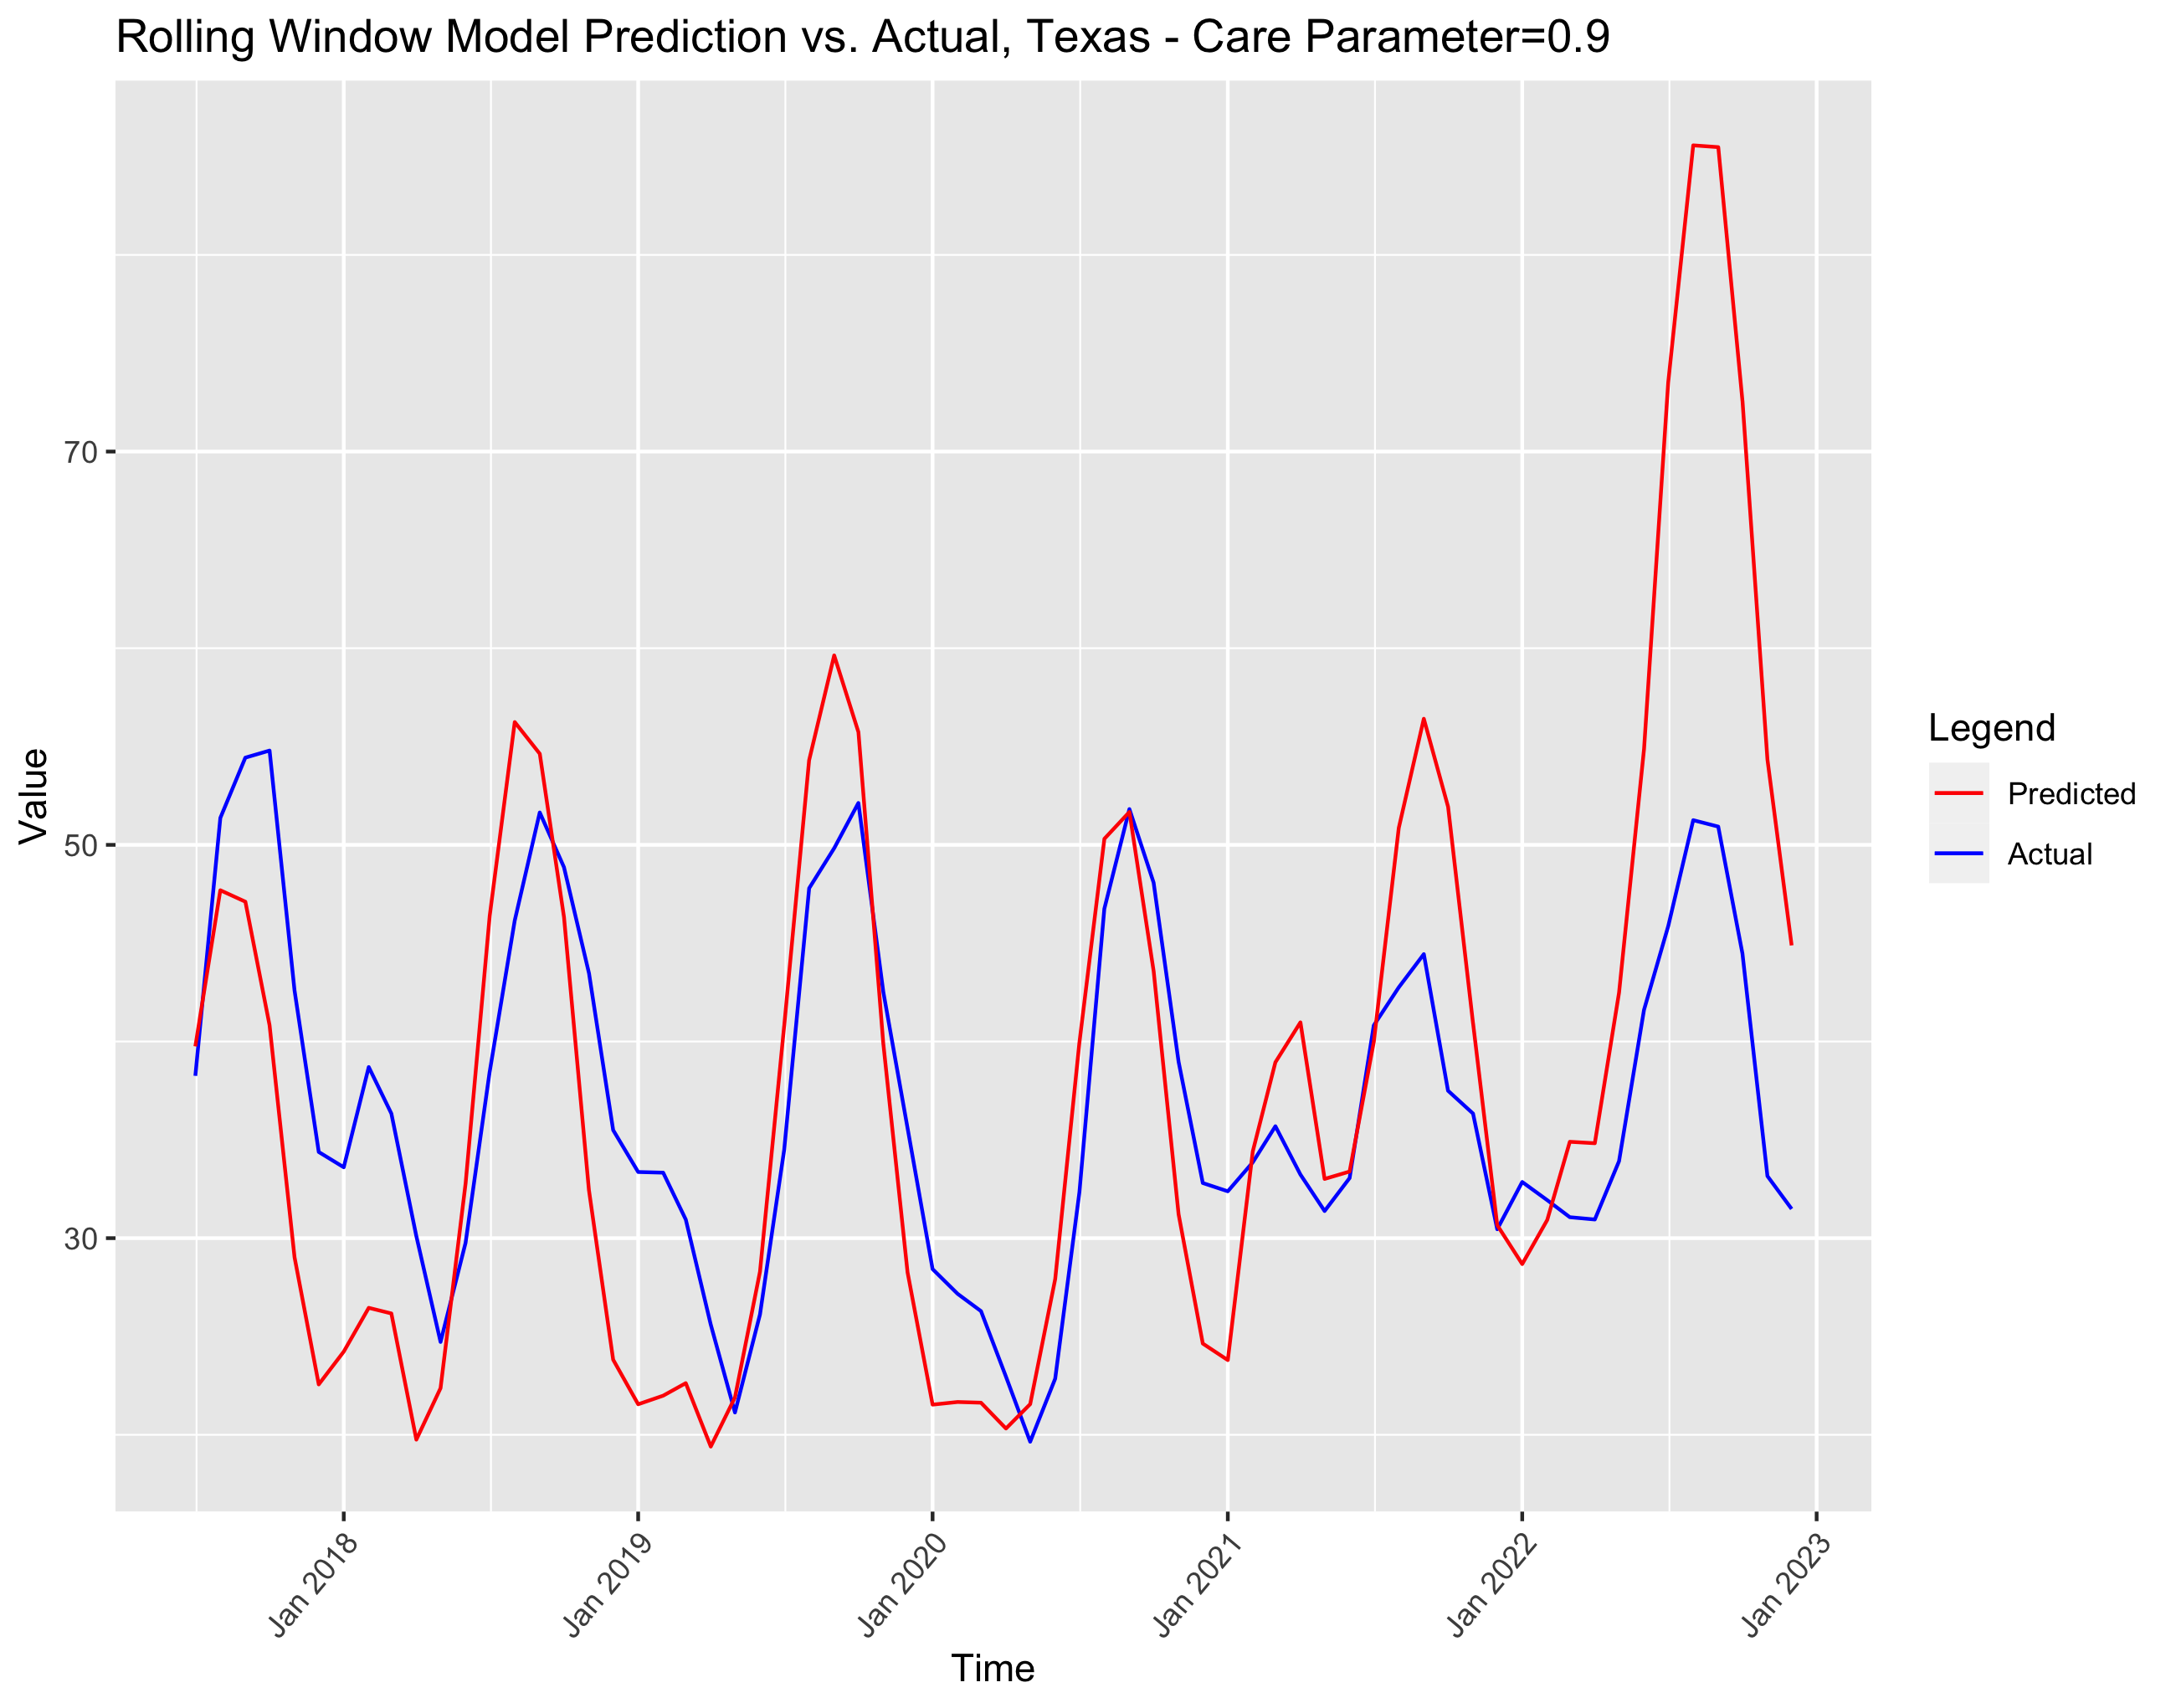 Rolling Window Model Prediction vs. Actual, Texas - Care Parameter=0.9
Value
70
50
30
Jan 2018
Jan 2019
Jan 2020
Jan 2021
Jan 2022
Jan 2023
Time
Legend
Predicted
Actual